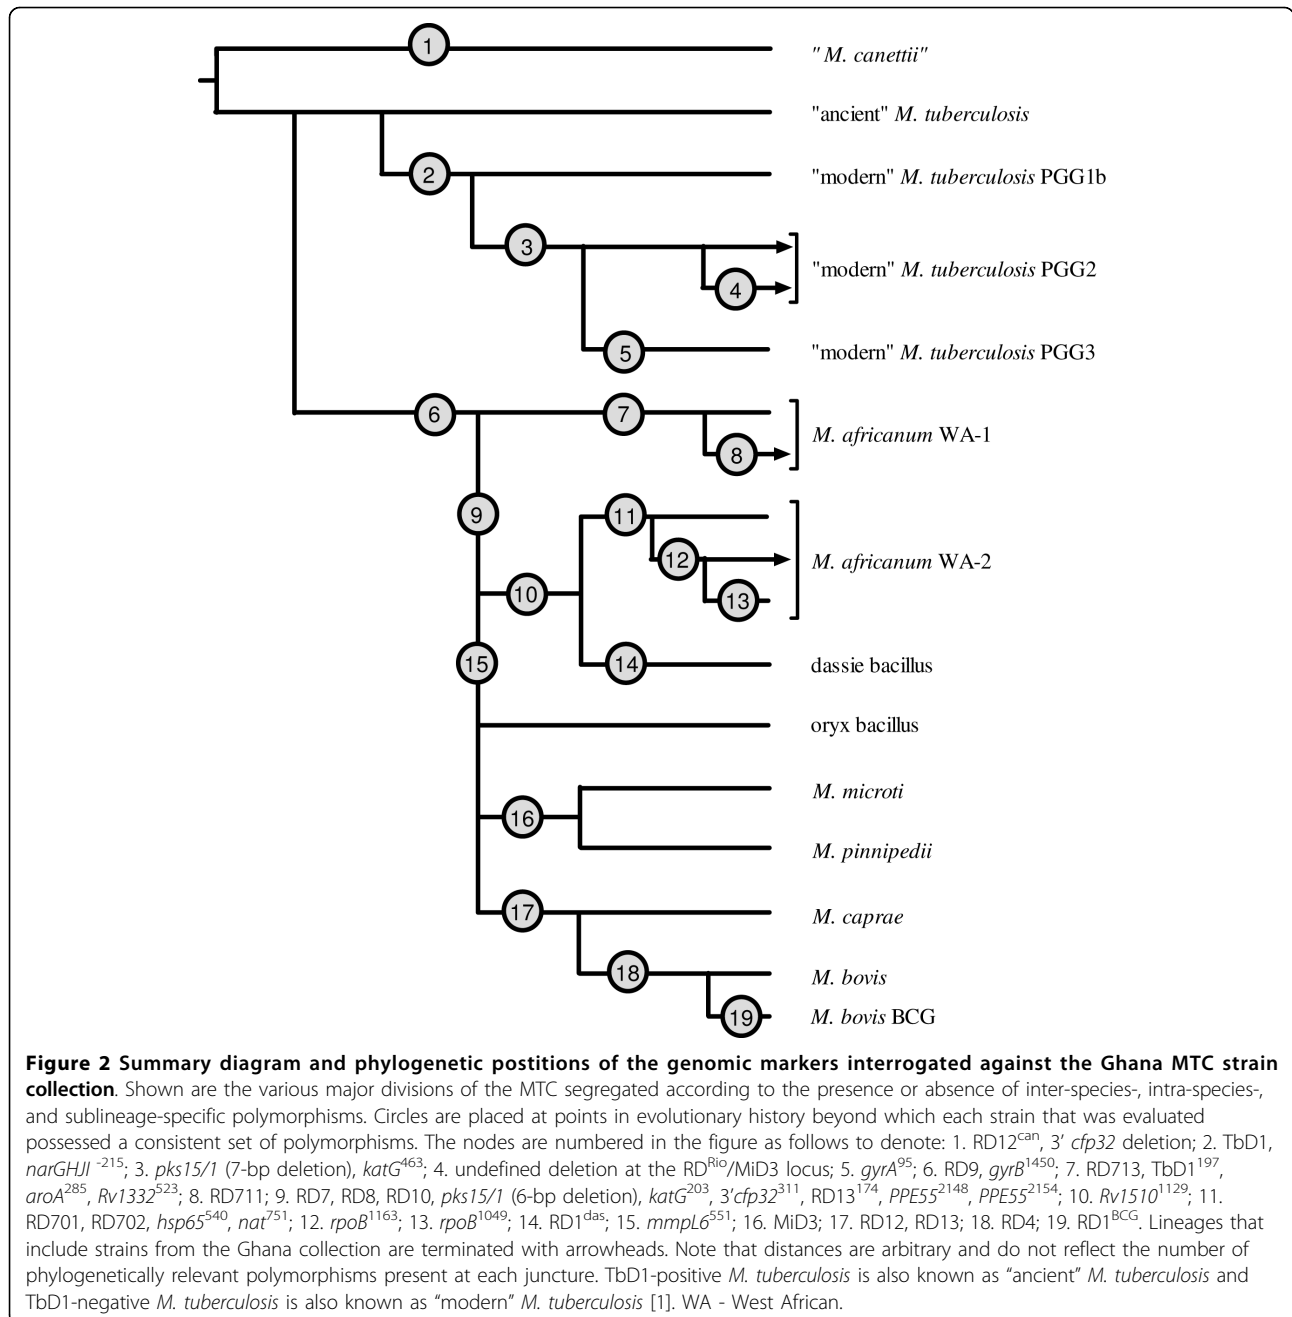 1
"M. canettii"
"ancient" M. tuberculosis
2
"modern" M. tuberculosis PGG1b
3
"modern" M. tuberculosis PGG2
4
5
"modern" M. tuberculosis PGG3
6
7
M. africanum WA-1
8
9
11
12
M. africanum WA-2
10
13
15
14
dassie bacillus
oryx bacillus
M. microti
16
M. pinnipedii
17
M. caprae
18
M. bovis
19
M. bovis BCG
Figure 2 Summary diagram and phylogenetic postitions of the genomic markers interrogated against the Ghana MTC strain
collection. Shown are the various major divisions of the MTC segregated according to the presence or absence of inter-species-, intra-species-,
and sublineage-specific polymorphisms. Circles are placed at points in evolutionary history beyond which each strain that was evaluated
possessed a consistent set of polymorphisms. The nodes are numbered in the figure as follows to denote: 1. RD12can, 3' cfp32 deletion; 2. TbD1,
narGHJI -215; 3. pks15/1 (7-bp deletion), katG463; 4. undefined deletion at the RDRio/MiD3 locus; 5. gyrA95; 6. RD9, gyrB1450; 7. RD713, TbD1197,
aroA285, Rv1332523; 8. RD711; 9. RD7, RD8, RD10, pks15/1 (6-bp deletion), katG203, 3'cfp32311, RD13174, PPE552148, PPE552154; 10. Rv15101129; 11.
RD701, RD702, hsp65540, nat751; 12. rpoB1163; 13. rpoB1049; 14. RD1das; 15. mmpL6551; 16. MiD3; 17. RD12, RD13; 18. RD4; 19. RD1BCG. Lineages that
include strains from the Ghana collection are terminated with arrowheads. Note that distances are arbitrary and do not reflect the number of
phylogenetically relevant polymorphisms present at each juncture. TbD1-positive M. tuberculosis is also known as "ancient" M. tuberculosis and
TbD1-negative M. tuberculosis is also known as "modern" M. tuberculosis [1]. WA - West African.